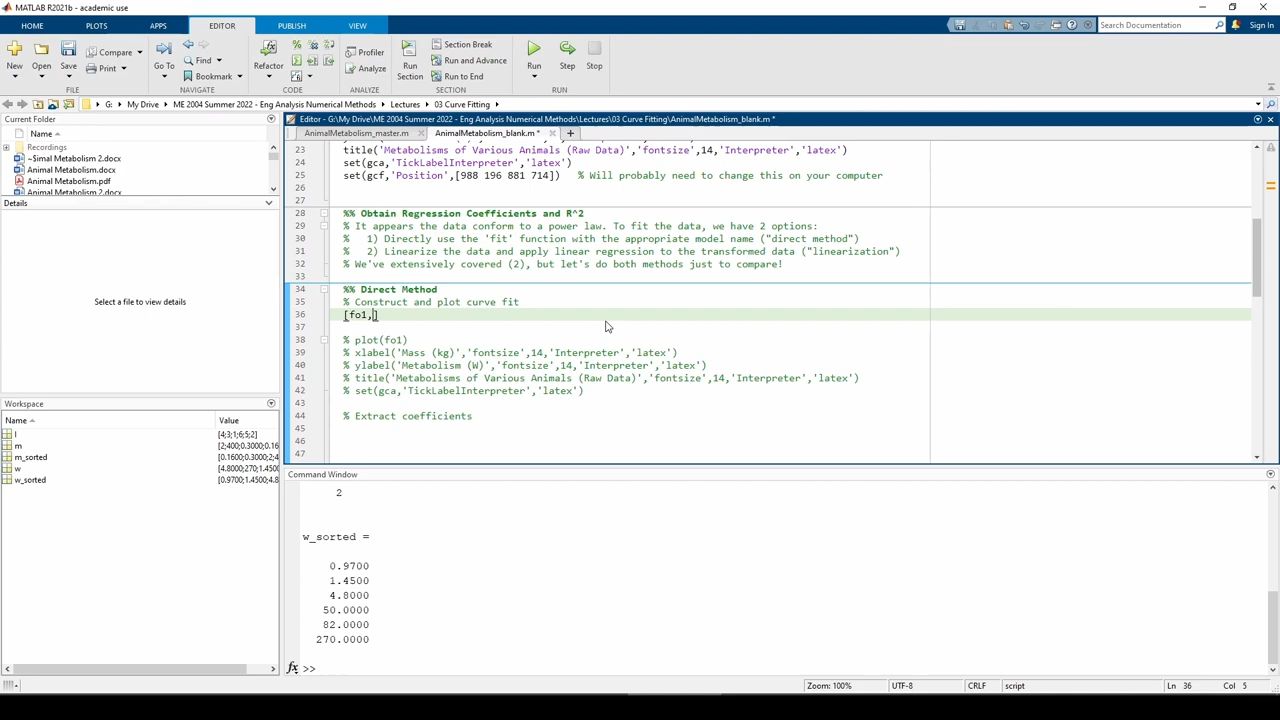 MATLAB R2021b - academic use
HOME PLOTS APPS EDITOR PUBLISH VIEW Search Documentation Sign In
New Open Save Compare Print Go To Find Bookmark Refactor Profiler Analyze Run Section Section Break Run and Advance Run to End Run Step Stop
FILE NAVIGATE CODE ANALYZE SECTION RUN
G: My Drive ME 2004 Summer 2022 - Eng Analysis Numerical Methods Lectures 03 Curve Fitting
Current Folder
Name
Recordings
~$imal Metabolism 2.docx
Animal Metabolism.docx
Animal Metabolism.pdf
Animal Metabolism 2.docx
Details
Select a file to view details
Workspace
Name Value
I [4;3;1;6;5;2]
m [2;400;0.3000;0.16
m_sorted [0.1600;0.3000;2;4
w [4.8000;270;1.4500
w_sorted [0.9700;1.4500;4.8
Editor - G:\My Drive\ME 2004 Summer 2022 - Eng Analysis Numerical Methods\Lectures\03 Curve Fitting\AnimalMetabolism_blank.m *
AnimalMetabolism_master.m AnimalMetabolism_blank.m * +
23 title('Metabolisms of Various Animals (Raw Data)','fontsize',14,'Interpreter','latex')
24 set(gca,'TickLabelInterpreter','latex')
25 set(gcf,'Position',[988 196 881 714]) % Will probably need to change this on your computer
26
27
28 %% Obtain Regression Coefficients and R^2
29 % It appears the data conform to a power law. To fit the data, we have 2 options:
30 % 1) Directly use the 'fit' function with the appropriate model name ("direct method")
31 % 2) Linearize the data and apply linear regression to the transformed data ("linearization")
32 % We've extensively covered (2), but let's do both methods just to compare!
33
34 %% Direct Method
35 % Construct and plot curve fit
36 [fo1,]
37
38 % plot(fo1)
39 % xlabel('Mass (kg)','fontsize',14,'Interpreter','latex')
40 % ylabel('Metabolism (W)','fontsize',14,'Interpreter','latex')
41 % title('Metabolisms of Various Animals (Raw Data)','fontsize',14,'Interpreter','latex')
42 % set(gca,'TickLabelInterpreter','latex')
43
44 % Extract coefficients
45
46
47
Command Window
2
w_sorted =
0.9700
1.4500
4.8000
50.0000
82.0000
270.0000
fx >>
Zoom: 100% UTF-8 CRLF script Ln 36 Col 5